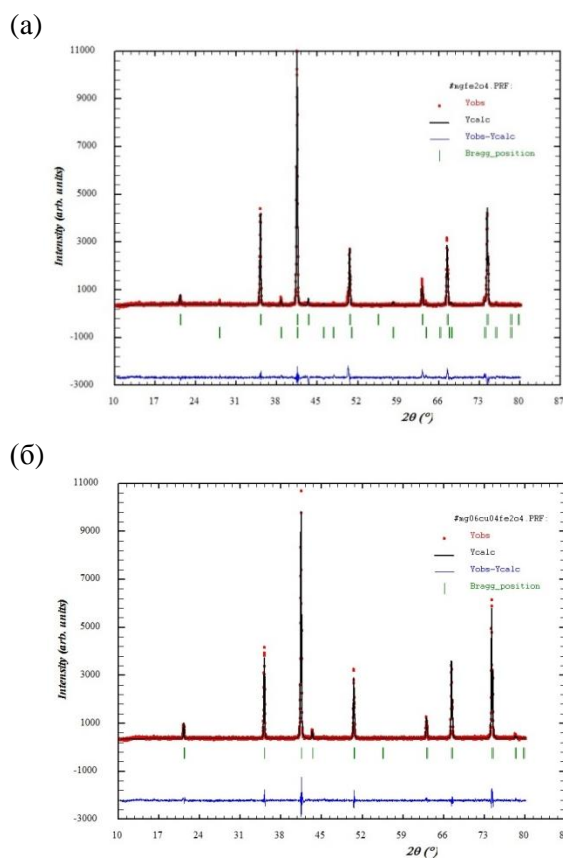 (а)
11000
9000
7000
5000
3000
1000
-1000
-3000
Intensity (arb. units)
#mgfe2o4.PRF:
Yobs
Ycalc
Yobs-Ycalc
Bragg_position
10 17 24 31 36 45 52 59 66 73 80 87
2θ (°)
(б)
11000
9000
7000
5000
3000
1000
-1000
-3000
Intensity (arb. units)
#mg06cu04fe2o4.PRF:
Yobs
Ycalc
Yobs-Ycalc
Bragg_position
10 17 24 31 38 45 52 59 66 73 80 87
2θ (°)